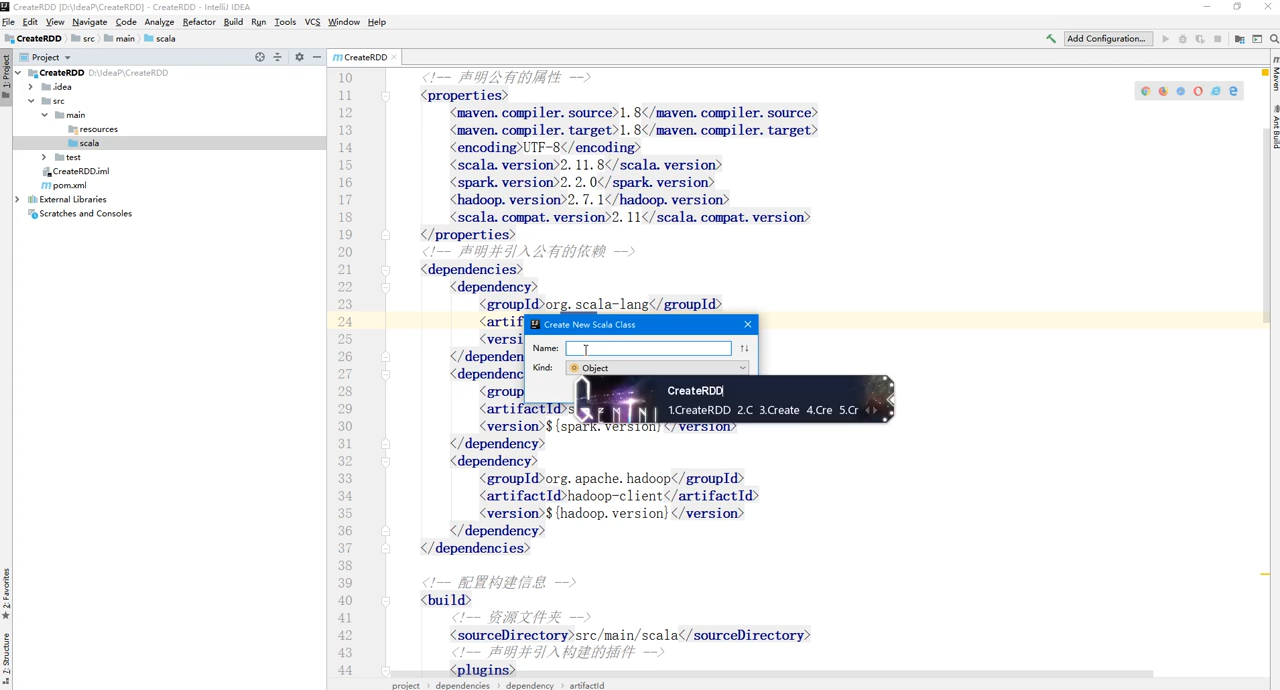 CreateRDD [D:\IdeaP\CreateRDD] - CreateRDD - IntelliJ IDEA
File Edit View Navigate Code Analyze Refactor Build Run Tools VCS Window Help
CreateRDD src main scala
Add Configuration...
Project
CreateRDD
1: Project
CreateRDD D:\IdeaP\CreateRDD
.idea
src
main
resources
scala
test
CreateRDD.iml
pom.xml
External Libraries
Scratches and Consoles
10 <!-- 声明公有的属性 -->
11 <properties>
12 <maven.compiler.source>1.8</maven.compiler.source>
13 <maven.compiler.target>1.8</maven.compiler.target>
14 <encoding>UTF-8</encoding>
15 <scala.version>2.11.8</scala.version>
16 <spark.version>2.2.0</spark.version>
17 <hadoop.version>2.7.1</hadoop.version>
18 <scala.compat.version>2.11</scala.compat.version>
19 </properties>
20 <!-- 声明并引入公有的依赖 -->
21 <dependencies>
22 <dependency>
23 <groupId>org.scala-lang</groupId>
24 <artif
25 <versi
26 </dependen
27 <dependenc
28 <group
29 <artifactId>s
30 <version>${spark.version}</version>
31 </dependency>
32 <dependency>
33 <groupId>org.apache.hadoop</groupId>
34 <artifactId>hadoop-client</artifactId>
35 <version>${hadoop.version}</version>
36 </dependency>
37 </dependencies>
38
39 <!-- 配置构建信息 -->
40 <build>
41 <!-- 资源文件夹 -->
42 <sourceDirectory>src/main/scala</sourceDirectory>
43 <!-- 声明并引入构建的插件 -->
44 <plugins>
Create New Scala Class
Name:
Kind: Object
CreateRDD
1.CreateRDD 2.C 3.Create 4.Cre 5.Cr
Maven
Ant Build
2: Favorites
7: Structure
project › dependencies › dependency › artifactId